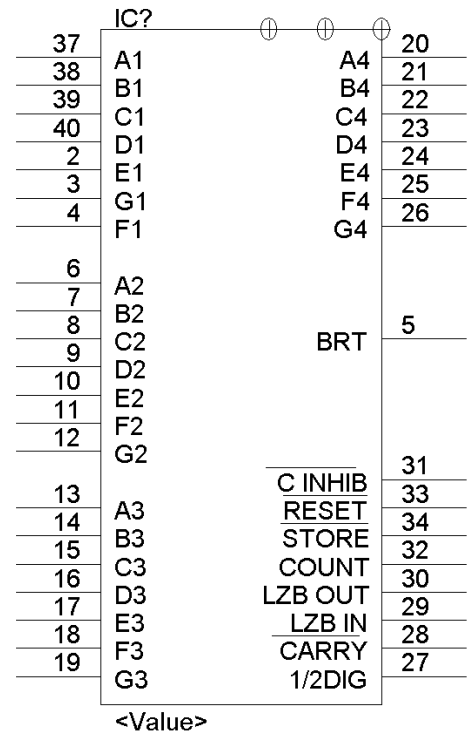 IC?
37 A1 A4 20
38 B1 B4 21
39 C1 C4 22
40 D1 D4 23
2 E1 E4 24
3 G1 F4 25
4 F1 G4 26
6 A2
7 B2
8 C2 BRT 5
9 D2
10 E2
11 F2
12 G2
C INHIB 31
13 A3 RESET 33
14 B3 STORE 34
15 C3 COUNT 32
16 D3 LZB OUT 30
17 E3 LZB IN 29
18 F3 CARRY 28
19 G3 1/2DIG 27
<Value>